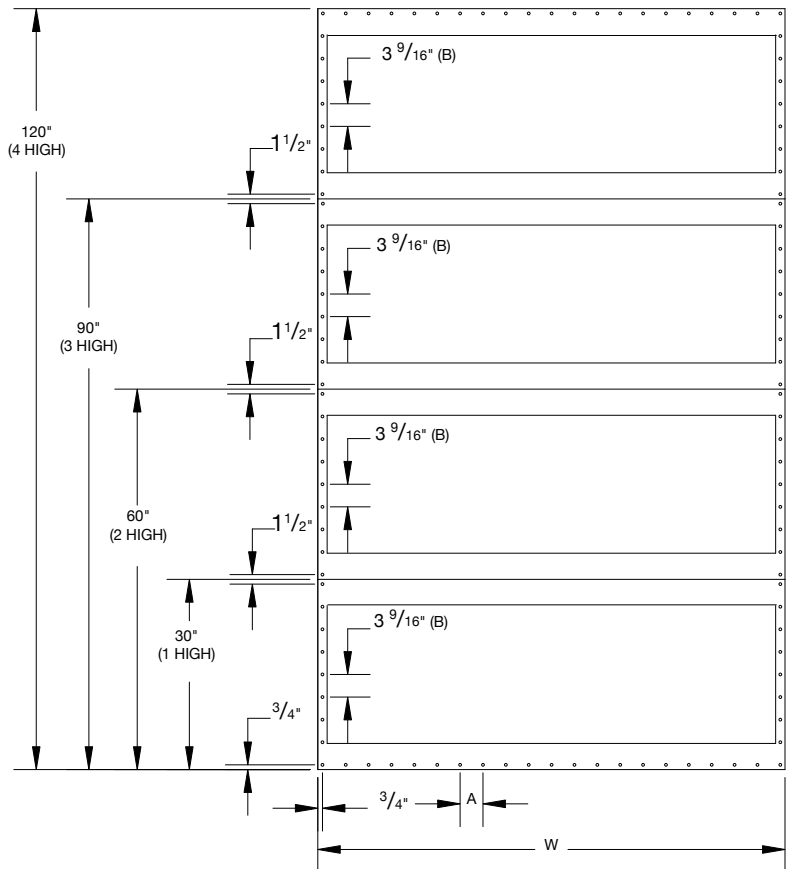 3 9/16" (B)
120"
(4 HIGH)
1 1/2"
3 9/16" (B)
90"
(3 HIGH)
1 1/2"
3 9/16" (B)
60"
(2 HIGH)
1 1/2"
3 9/16" (B)
30"
(1 HIGH)
3/4"
3/4"
A
W